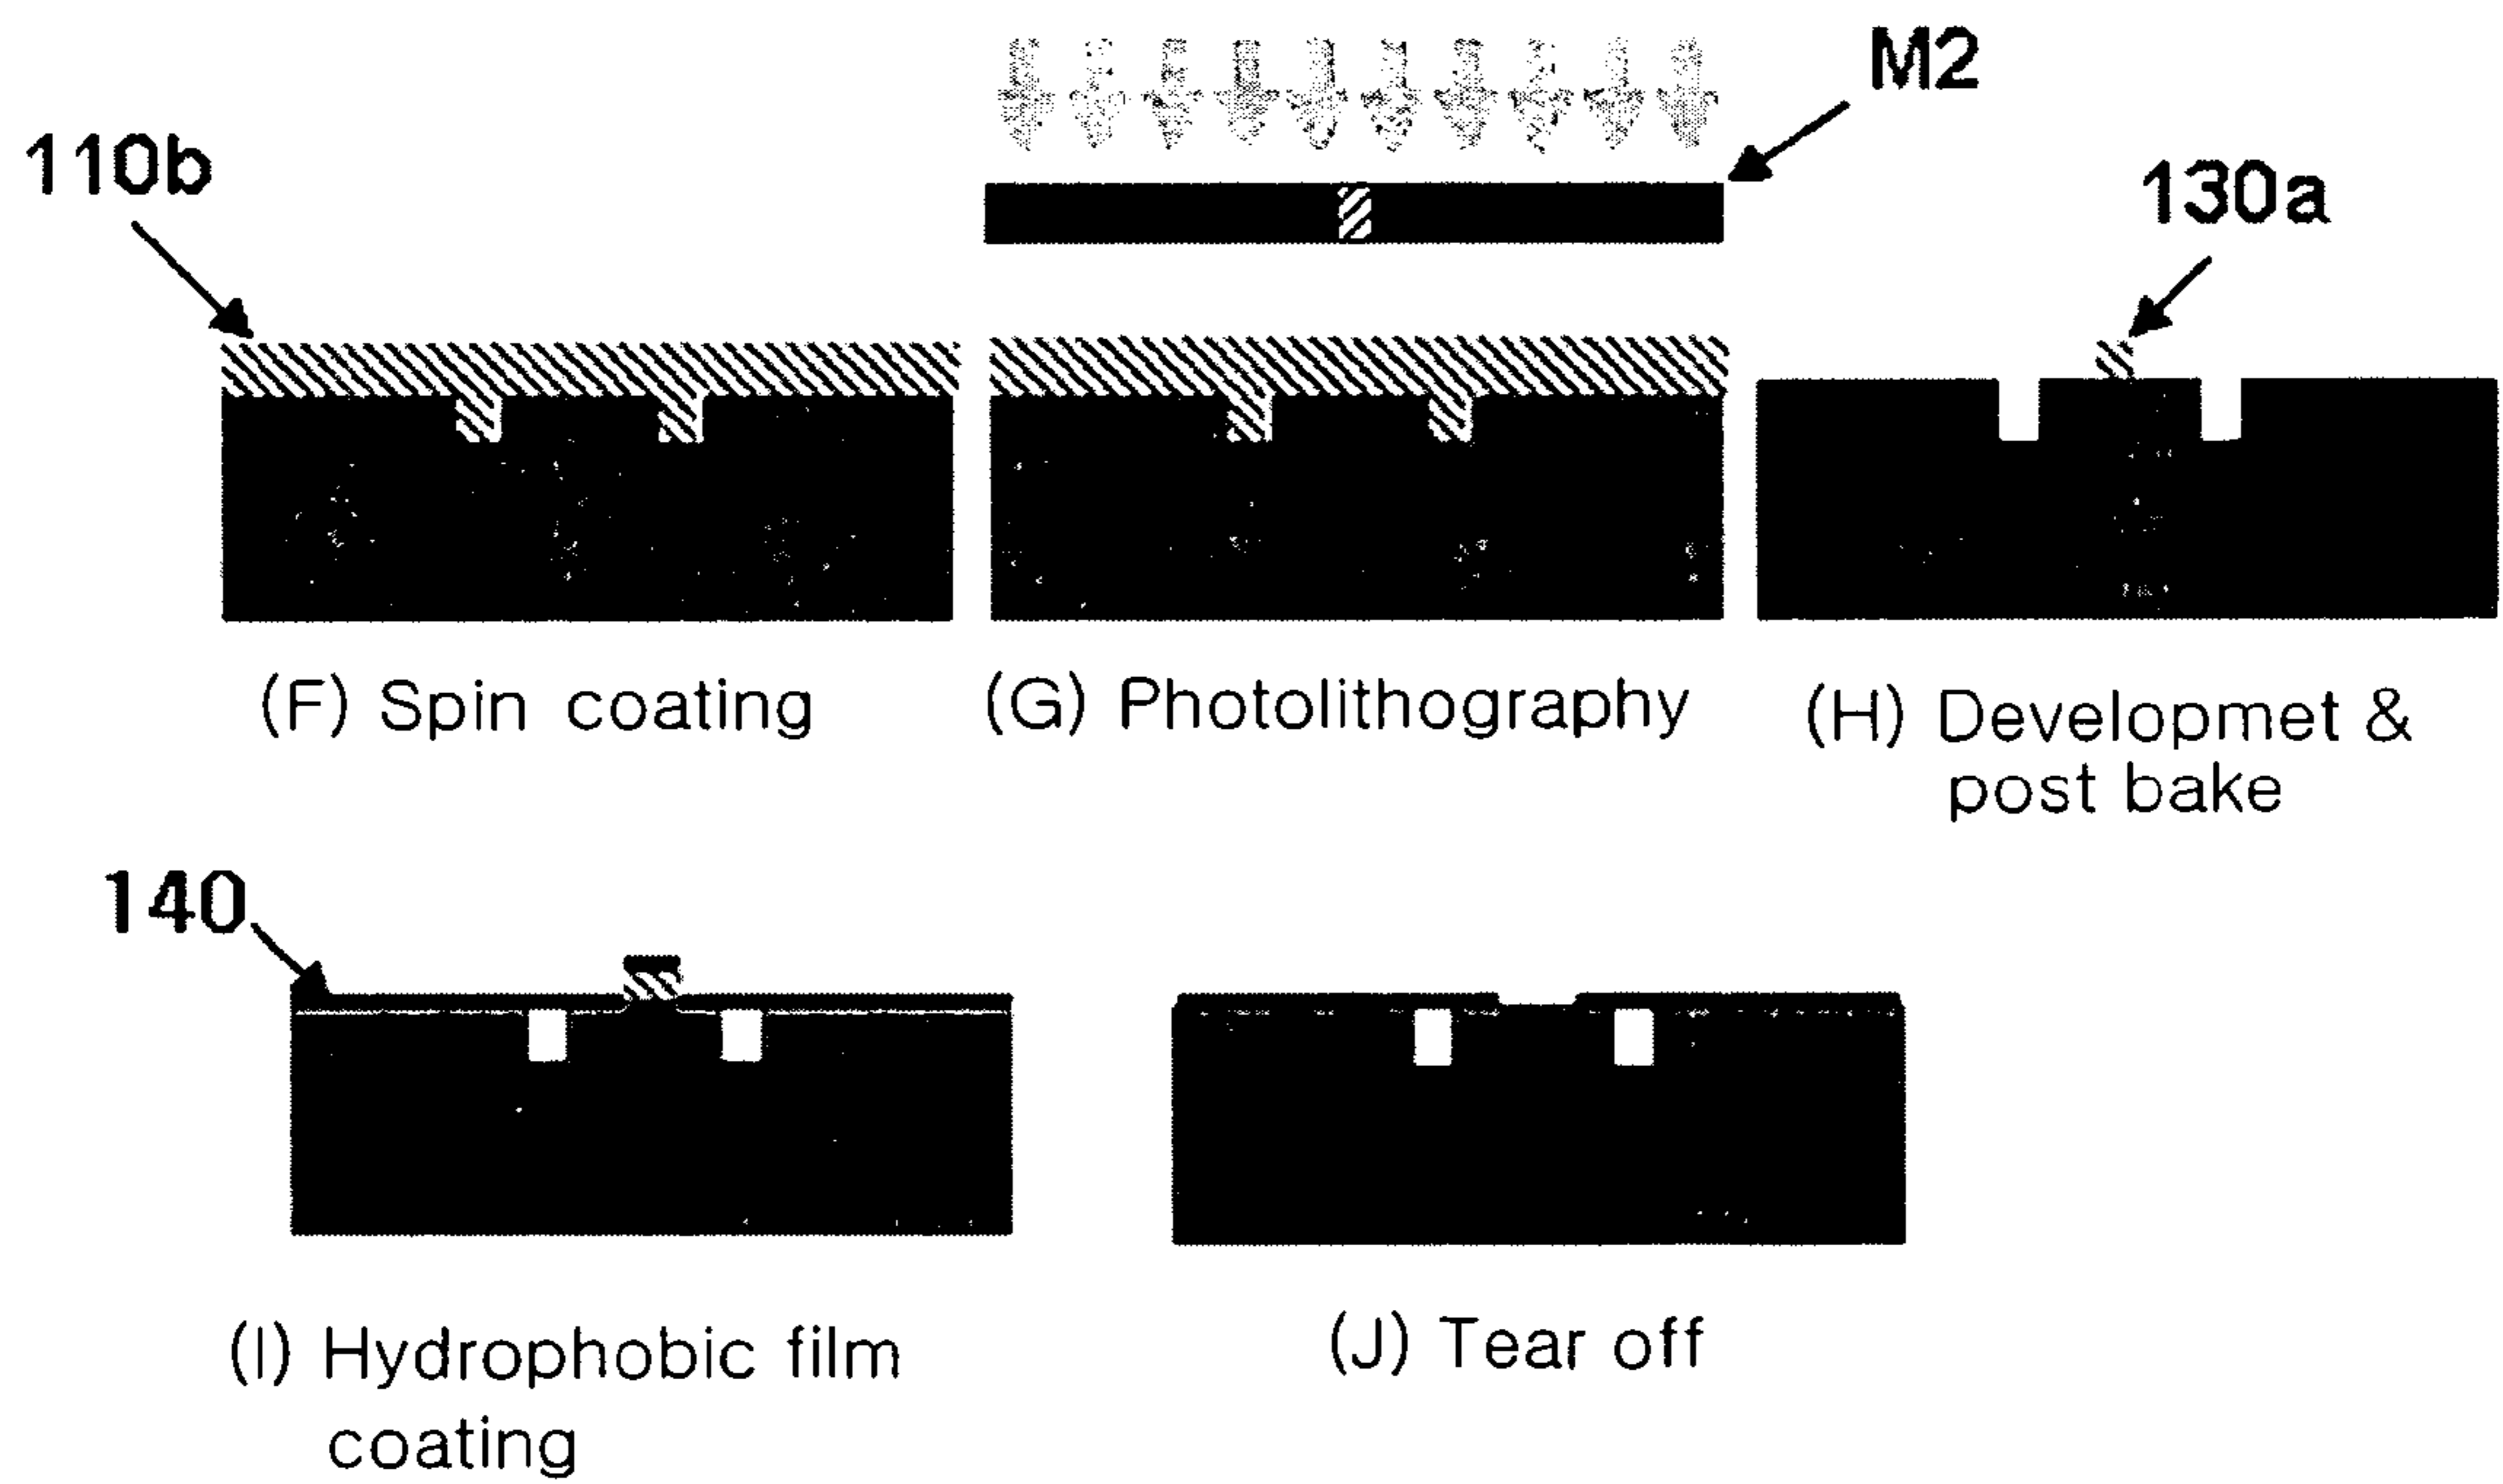 M2
110b
130a
(F) Spin coating
(G) Photolithography
(H) Developmet &
post bake
140
(I) Hydrophobic film
coating
(J) Tear off